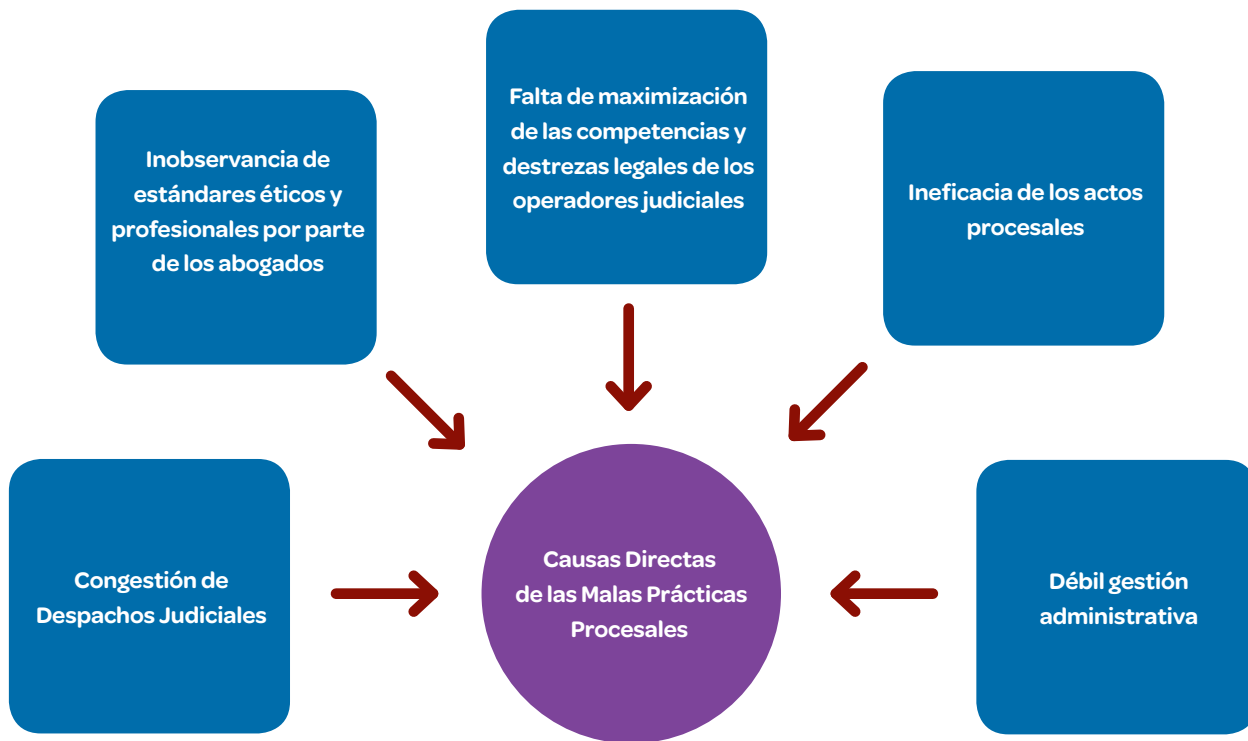 Inobservancia de
estándares éticos y
profesionales por parte
de los abogados
Falta de maximización
de las competencias y
destrezas legales de los
operadores judiciales
Ineficacia de los actos
procesales
Congestión de
Despachos Judiciales
Causas Directas
de las Malas Prácticas
Procesales
Débil gestión
administrativa